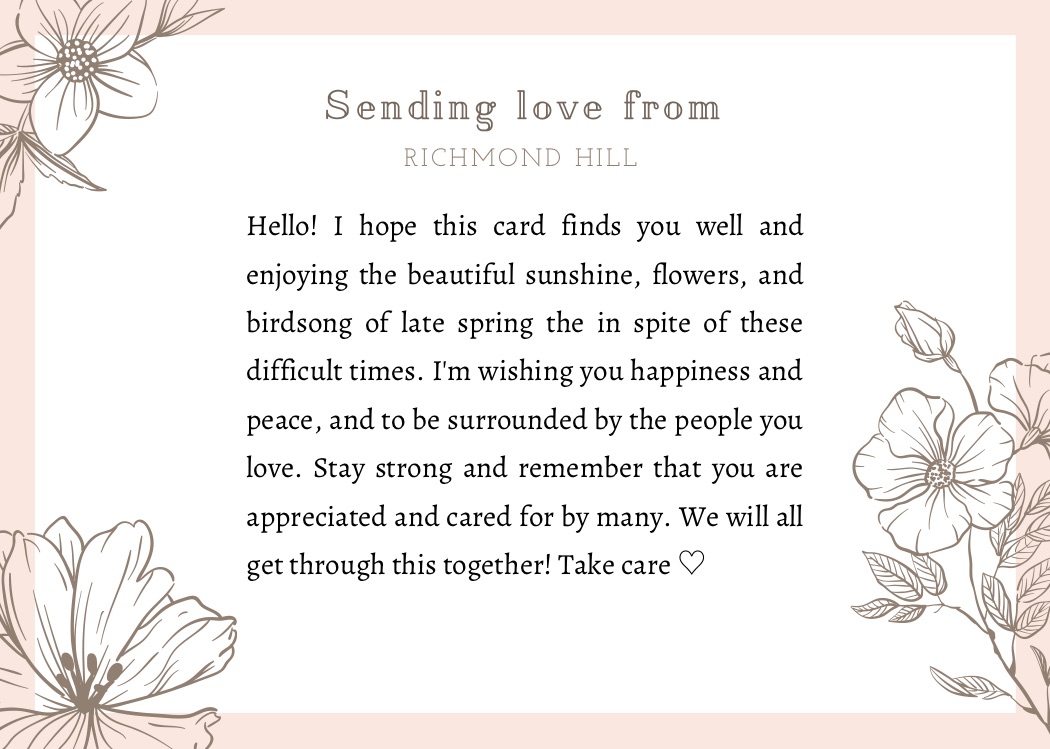 Sending love from
RICHMOND HILL
Hello! I hope this card finds you well and
enjoying the beautiful sunshine, flowers, and
birdsong of late spring the in spite of these
difficult times. I'm wishing you happiness and
peace, and to be surrounded by the people you
love. Stay strong and remember that you are
appreciated and cared for by many. We will all
get through this together! Take care ♡